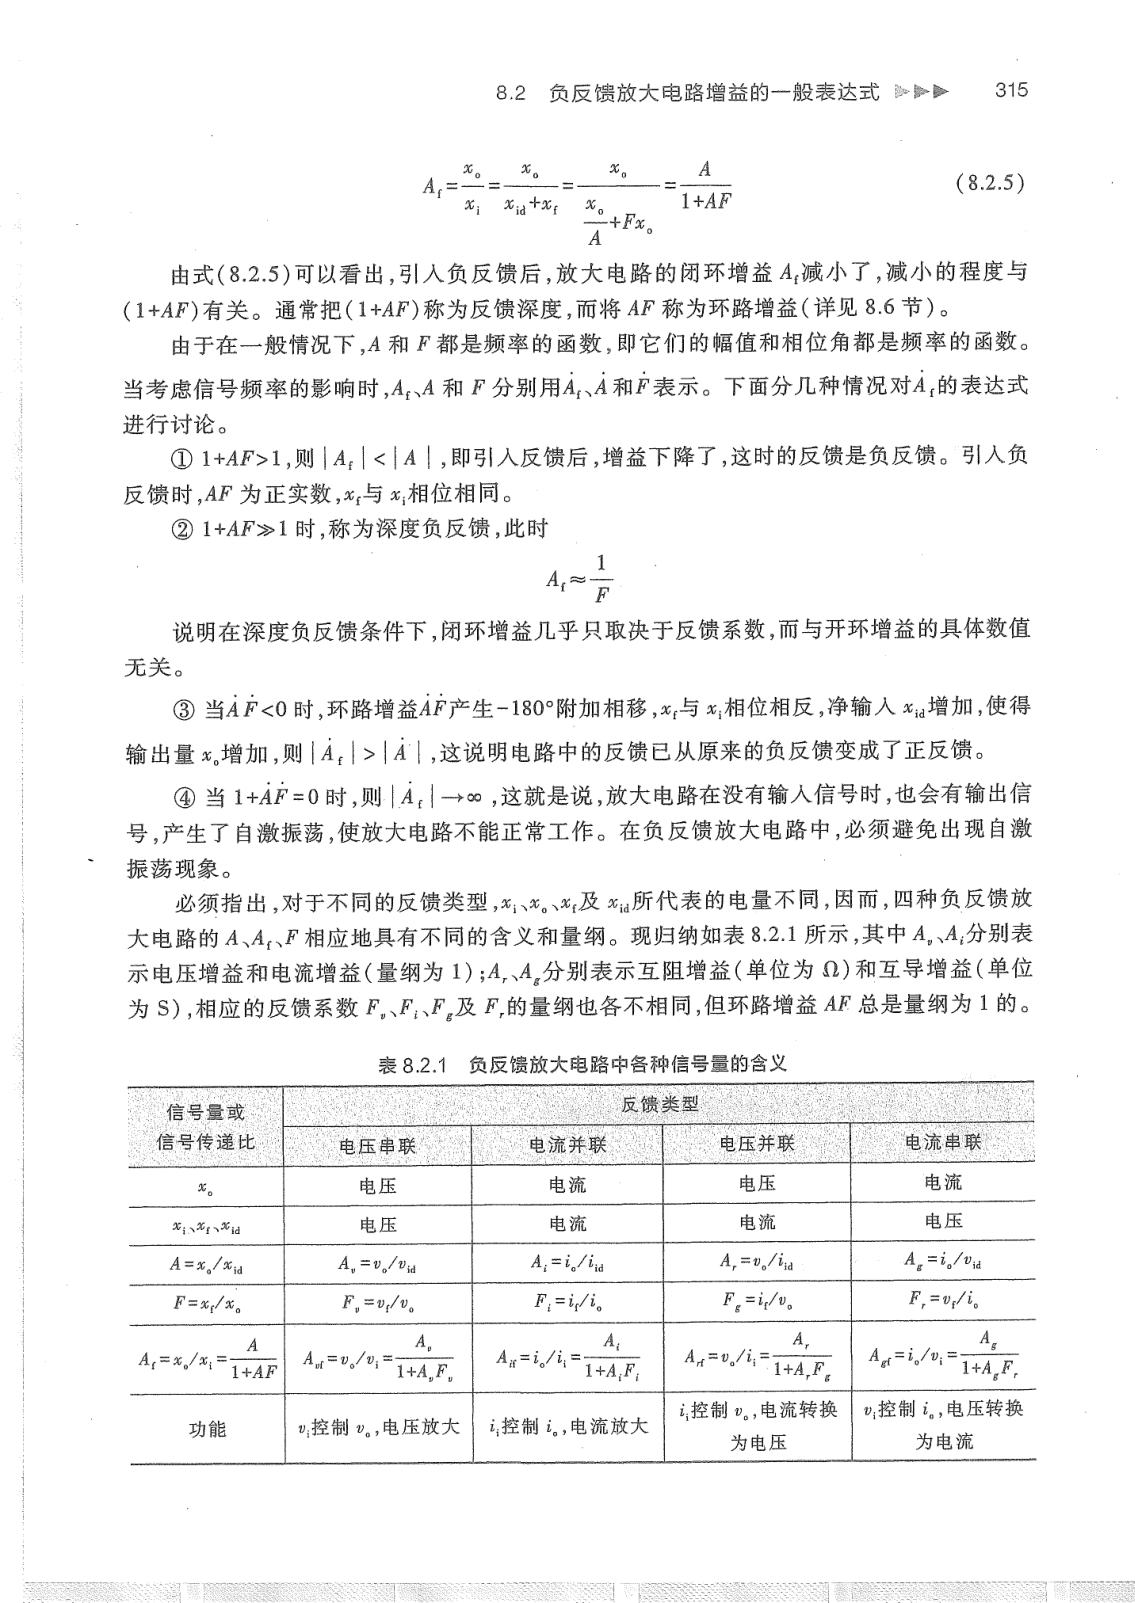 8.2 负反馈放大电路增益的一般表达式 315
A_f = x_o/x_i = x_o/(x_id+x_f) = x_o/(x_o/A+Fx_o) = A/(1+AF) (8.2.5)
由式(8.2.5)可以看出,引入负反馈后,放大电路的闭环增益 A_f减小了,减小的程度与
(1+AF)有关。通常把(1+AF)称为反馈深度,而将 AF 称为环路增益(详见 8.6 节)。
由于在一般情况下,A 和 F 都是频率的函数,即它们的幅值和相位角都是频率的函数。
当考虑信号频率的影响时,A_f、A 和 F 分别用Ȧ_f、Ȧ和Ḟ表示。下面分几种情况对Ȧ_f的表达式
进行讨论。
① 1+AF>1,则|A_f|<|A|,即引入反馈后,增益下降了,这时的反馈是负反馈。引入负
反馈时,AF 为正实数,x_f与 x_i相位相同。
② 1+AF≫1 时,称为深度负反馈,此时
A_f≈1/F
说明在深度负反馈条件下,闭环增益几乎只取决于反馈系数,而与开环增益的具体数值
无关。
③ 当ȦḞ<0 时,环路增益ȦḞ产生-180°附加相移,x_f与 x_i相位相反,净输入 x_id增加,使得
输出量 x_o增加,则|Ȧ_f|>|Ȧ|,这说明电路中的反馈已从原来的负反馈变成了正反馈。
④ 当 1+ȦḞ=0 时,则|Ȧ_f|→∞,这就是说,放大电路在没有输入信号时,也会有输出信
号,产生了自激振荡,使放大电路不能正常工作。在负反馈放大电路中,必须避免出现自激
振荡现象。
必须指出,对于不同的反馈类型,x_i、x_o、x_f及 x_id所代表的电量不同,因而,四种负反馈放
大电路的 A、A_f、F 相应地具有不同的含义和量纲。现归纳如表 8.2.1 所示,其中 A_v、A_i分别表
示电压增益和电流增益(量纲为 1);A_r、A_g分别表示互阻增益(单位为 Ω)和互导增益(单位
为 S),相应的反馈系数 F_v、F_i、F_g及 F_r的量纲也各不相同,但环路增益 AF 总是量纲为 1 的。
表 8.2.1 负反馈放大电路中各种信号量的含义
信号量或
信号传递比
反馈类型
电压串联 电流并联 电压并联 电流串联
x_o 电压 电流 电压 电流
x_i、x_f、x_id 电压 电流 电流 电压
A=x_o/x_id A_v=v_o/v_id A_i=i_o/i_id A_r=v_o/i_id A_g=i_o/v_id
F=x_f/x_o F_v=v_f/v_o F_i=i_f/i_o F_g=i_f/v_o F_r=v_f/i_o
A_f=x_o/x_i=A/(1+AF) A_vf=v_o/v_i=A_v/(1+A_vF_v) A_if=i_o/i_i=A_i/(1+A_iF_i) A_rf=v_o/i_i=A_r/(1+A_rF_g) A_gf=i_o/v_i=A_g/(1+A_gF_r)
功能 v_i控制 v_o,电压放大 i_i控制 i_o,电流放大 i_i控制 v_o,电流转换 v_i控制 i_o,电压转换
为电压 为电流